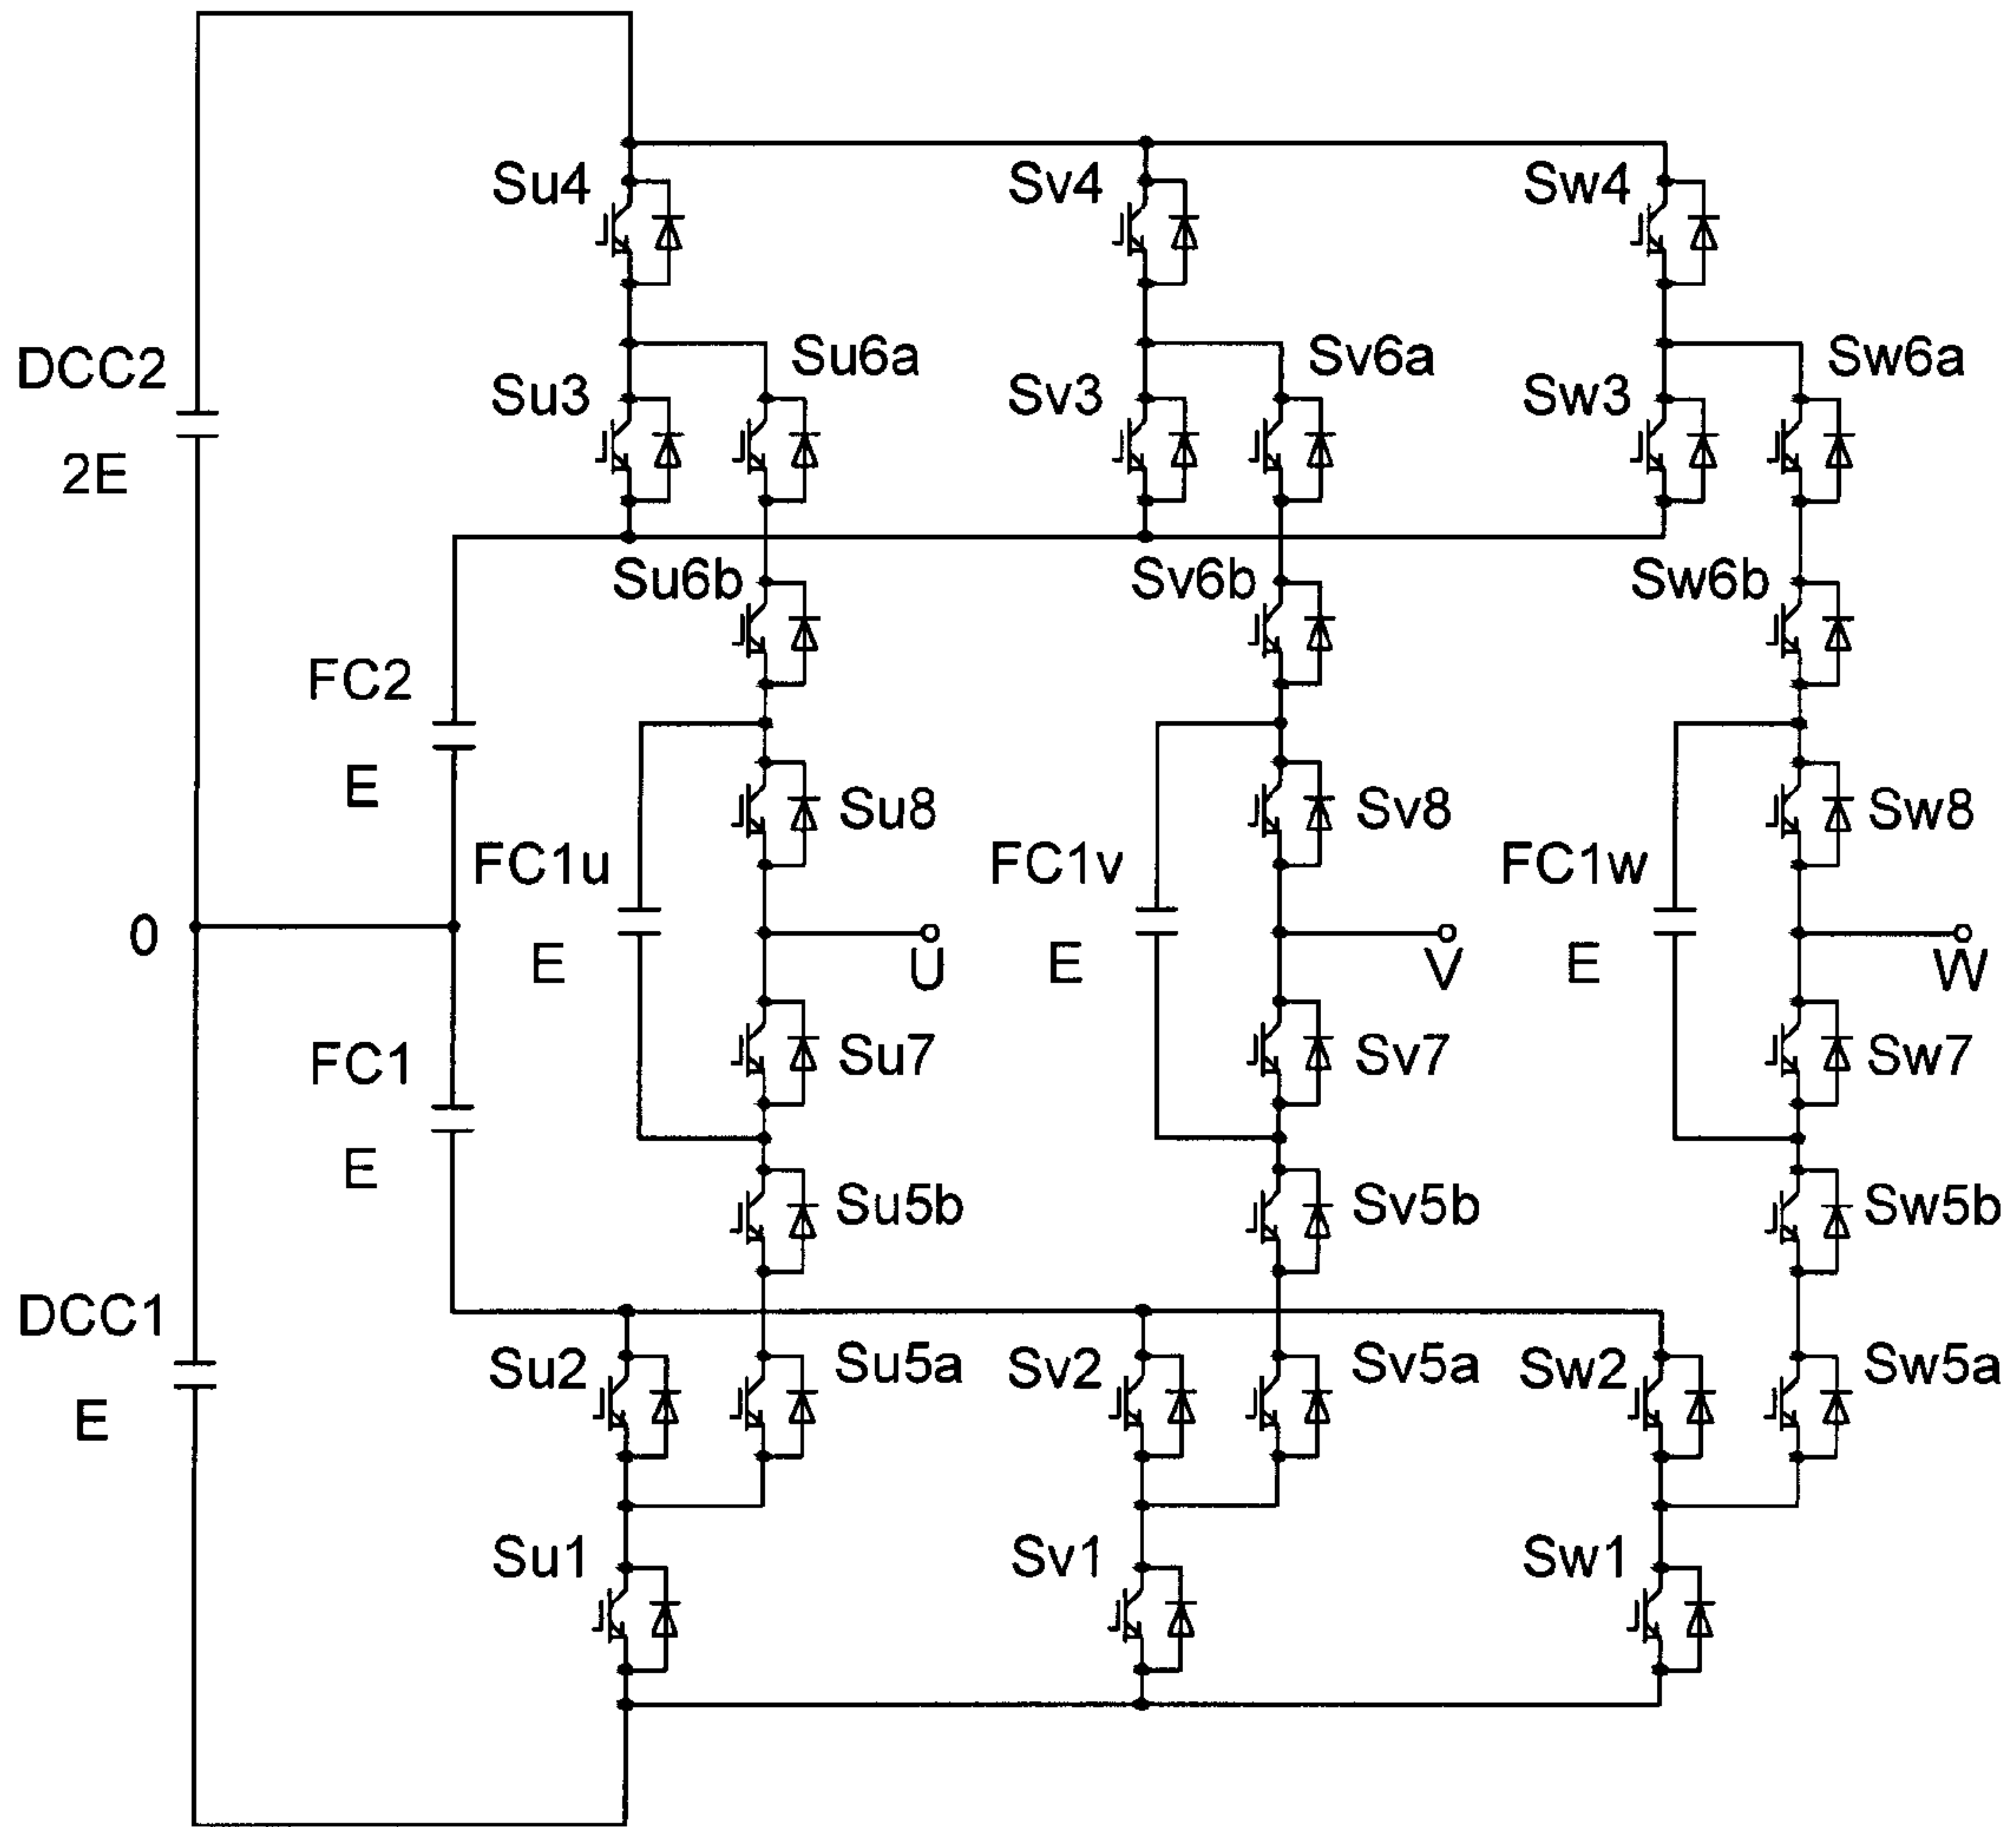 Su4
Sv4
Sw4
DCC2
2E
Su3
Su6a
Sv3
Sv6a
Sw3
Sw6a
Su6b
Sv6b
Sw6b
FC2
E
Su8
Sv8
Sw8
FC1u
E
FC1v
E
FC1w
E
0
U
V
W
FC1
E
Su7
Sv7
Sw7
Su5b
Sv5b
Sw5b
DCC1
E
Su2
Su5a
Sv2
Sv5a
Sw2
Sw5a
Su1
Sv1
Sw1